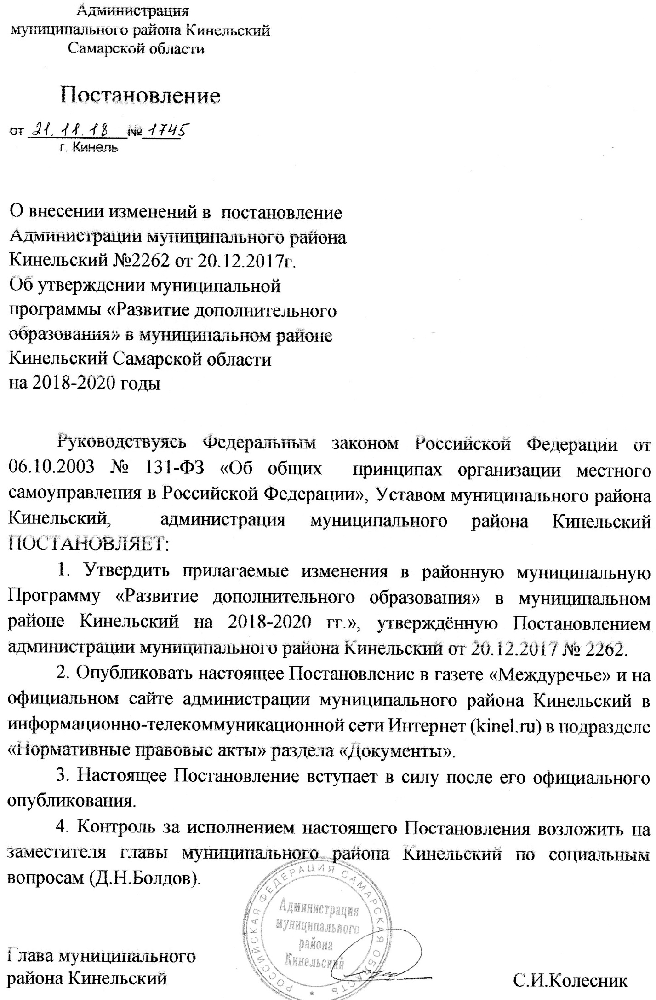 Администрация
муниципального района Кинельский
Самарской области
Постановление
от 21.11.18 № 1745
г. Кинель
О внесении изменений в постановление
Администрации муниципального района
Кинельский №2262 от 20.12.2017г.
Об утверждении муниципальной
программы «Развитие дополнительного
образования» в муниципальном районе
Кинельский Самарской области
на 2018-2020 годы
Руководствуясь Федеральным законом Российской Федерации от
06.10.2003 № 131-ФЗ «Об общих принципах организации местного
самоуправления в Российской Федерации», Уставом муниципального района
Кинельский, администрация муниципального района Кинельский
ПОСТАНОВЛЯЕТ:
1. Утвердить прилагаемые изменения в районную муниципальную
Программу «Развитие дополнительного образования» в муниципальном
районе Кинельский на 2018-2020 гг.», утверждённую Постановлением
администрации муниципального района Кинельский от 20.12.2017 № 2262.
2. Опубликовать настоящее Постановление в газете «Междуречье» и на
официальном сайте администрации муниципального района Кинельский в
информационно-телекоммуникационной сети Интернет (kinel.ru) в подразделе
«Нормативные правовые акты» раздела «Документы».
3. Настоящее Постановление вступает в силу после его официального
опубликования.
4. Контроль за исполнением настоящего Постановления возложить на
заместителя главы муниципального района Кинельский по социальным
вопросам (Д.Н.Болдов).
РОССИЙСКАЯ ФЕДЕРАЦИЯ САМАРСКАЯ ОБЛАСТЬ *
Администрация
муниципального
района
Кинельский
Глава муниципального
района Кинельский
С.И.Колесник